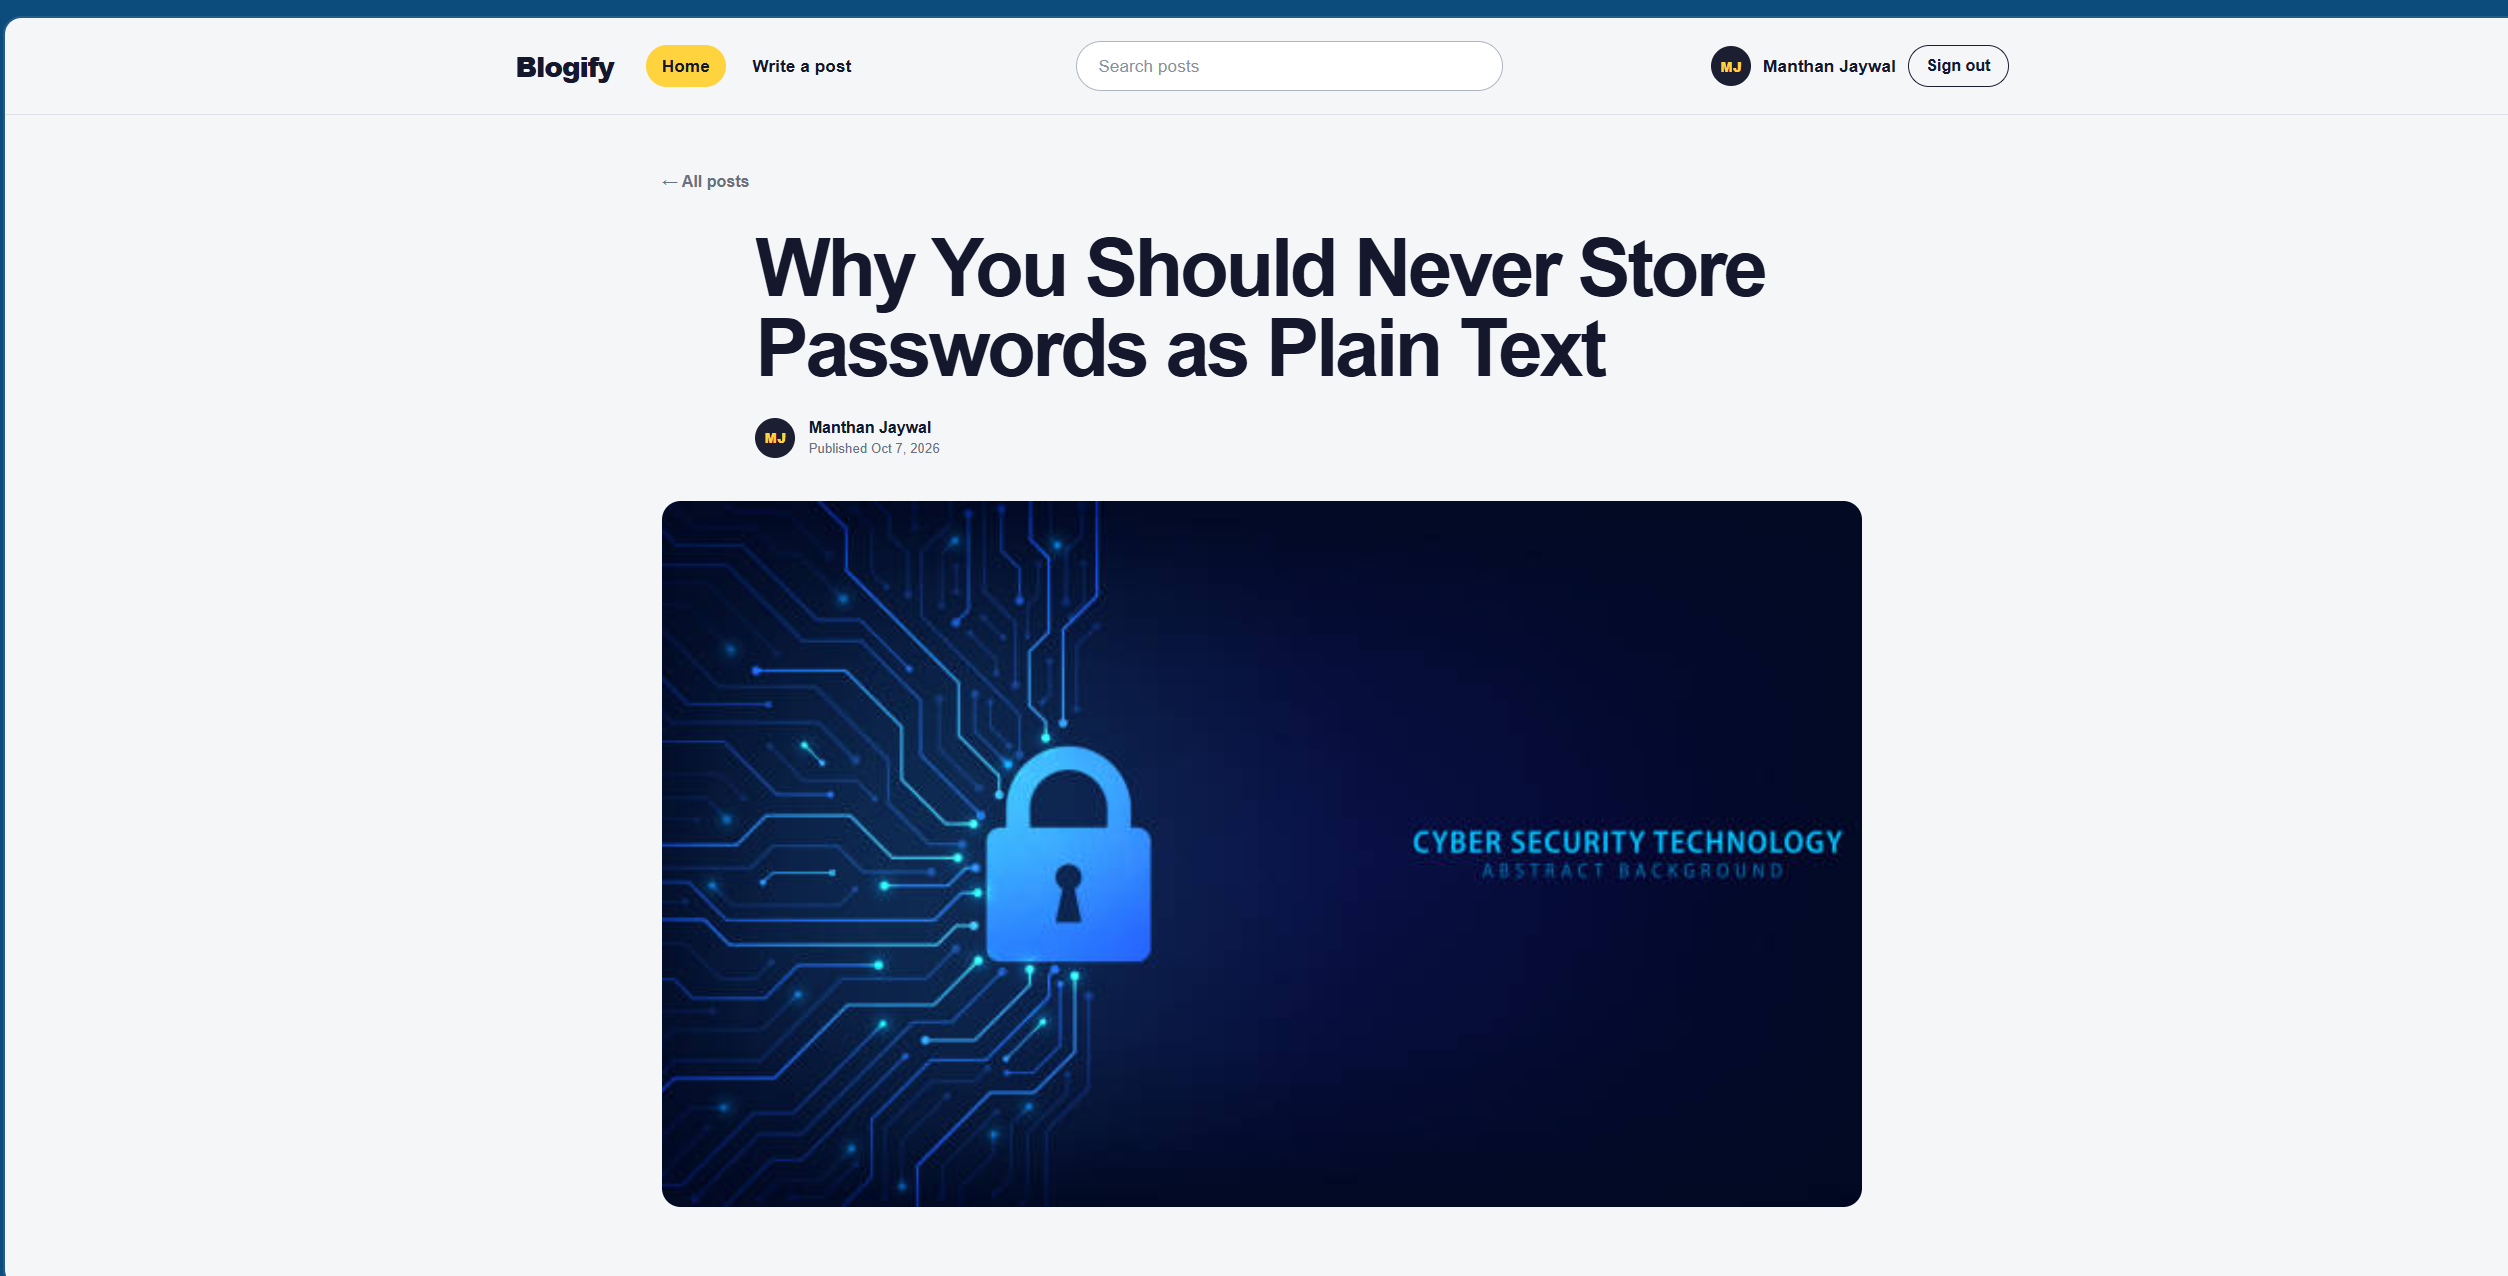 Blogify
Home
Write a post
Search posts
MJ
Manthan Jaywal
Sign out
← All posts
Why You Should Never Store
Passwords as Plain Text
MJ
Manthan Jaywal
Published Oct 7, 2026
CYBER SECURITY TECHNOLOGY
ABSTRACT BACKGROUND